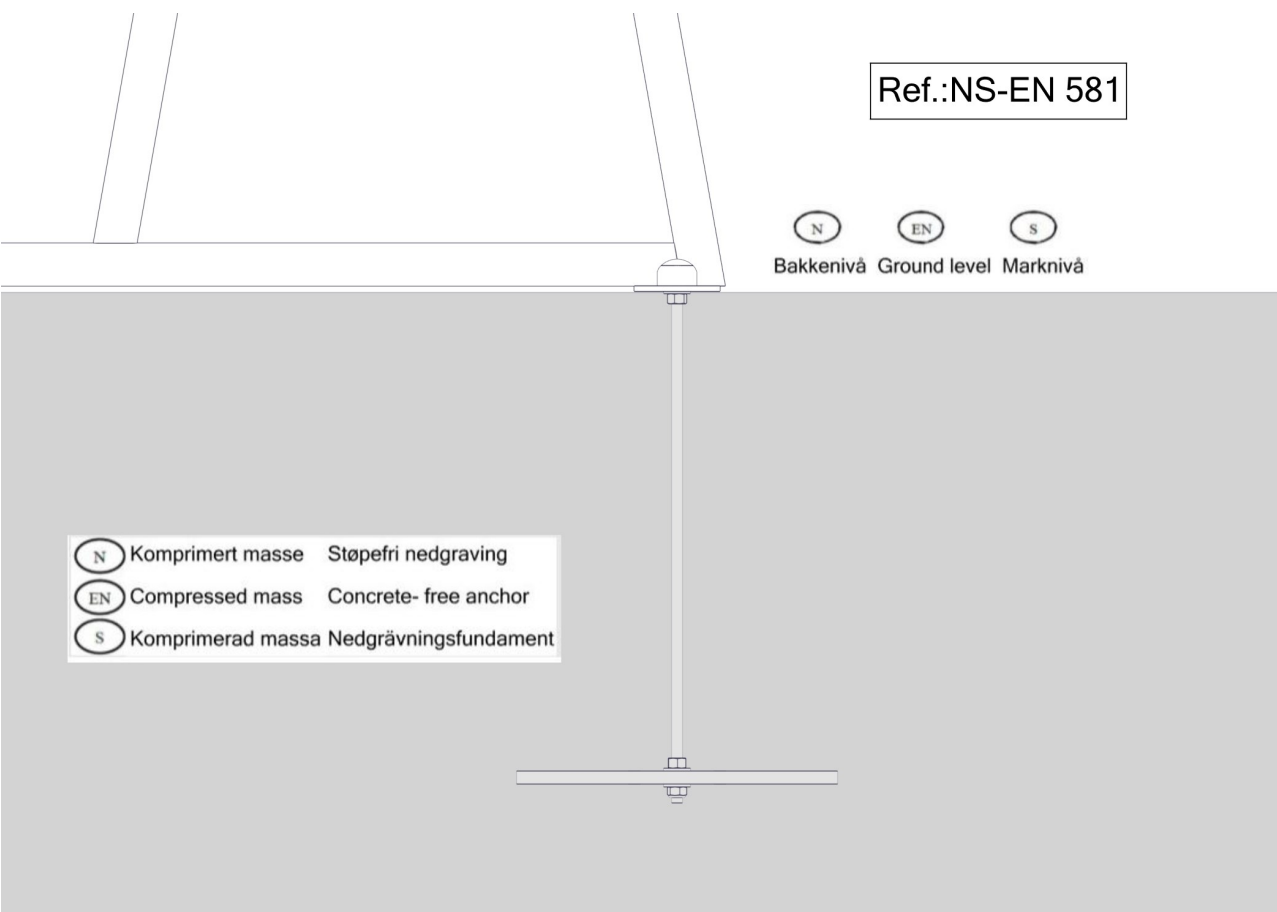 Ref.:NS-EN 581
N EN S
Bakkenivå Ground level Marknivå
N Komprimert masse Støpefri nedgraving
EN Compressed mass Concrete- free anchor
S Komprimerad massa Nedgrävningsfundament